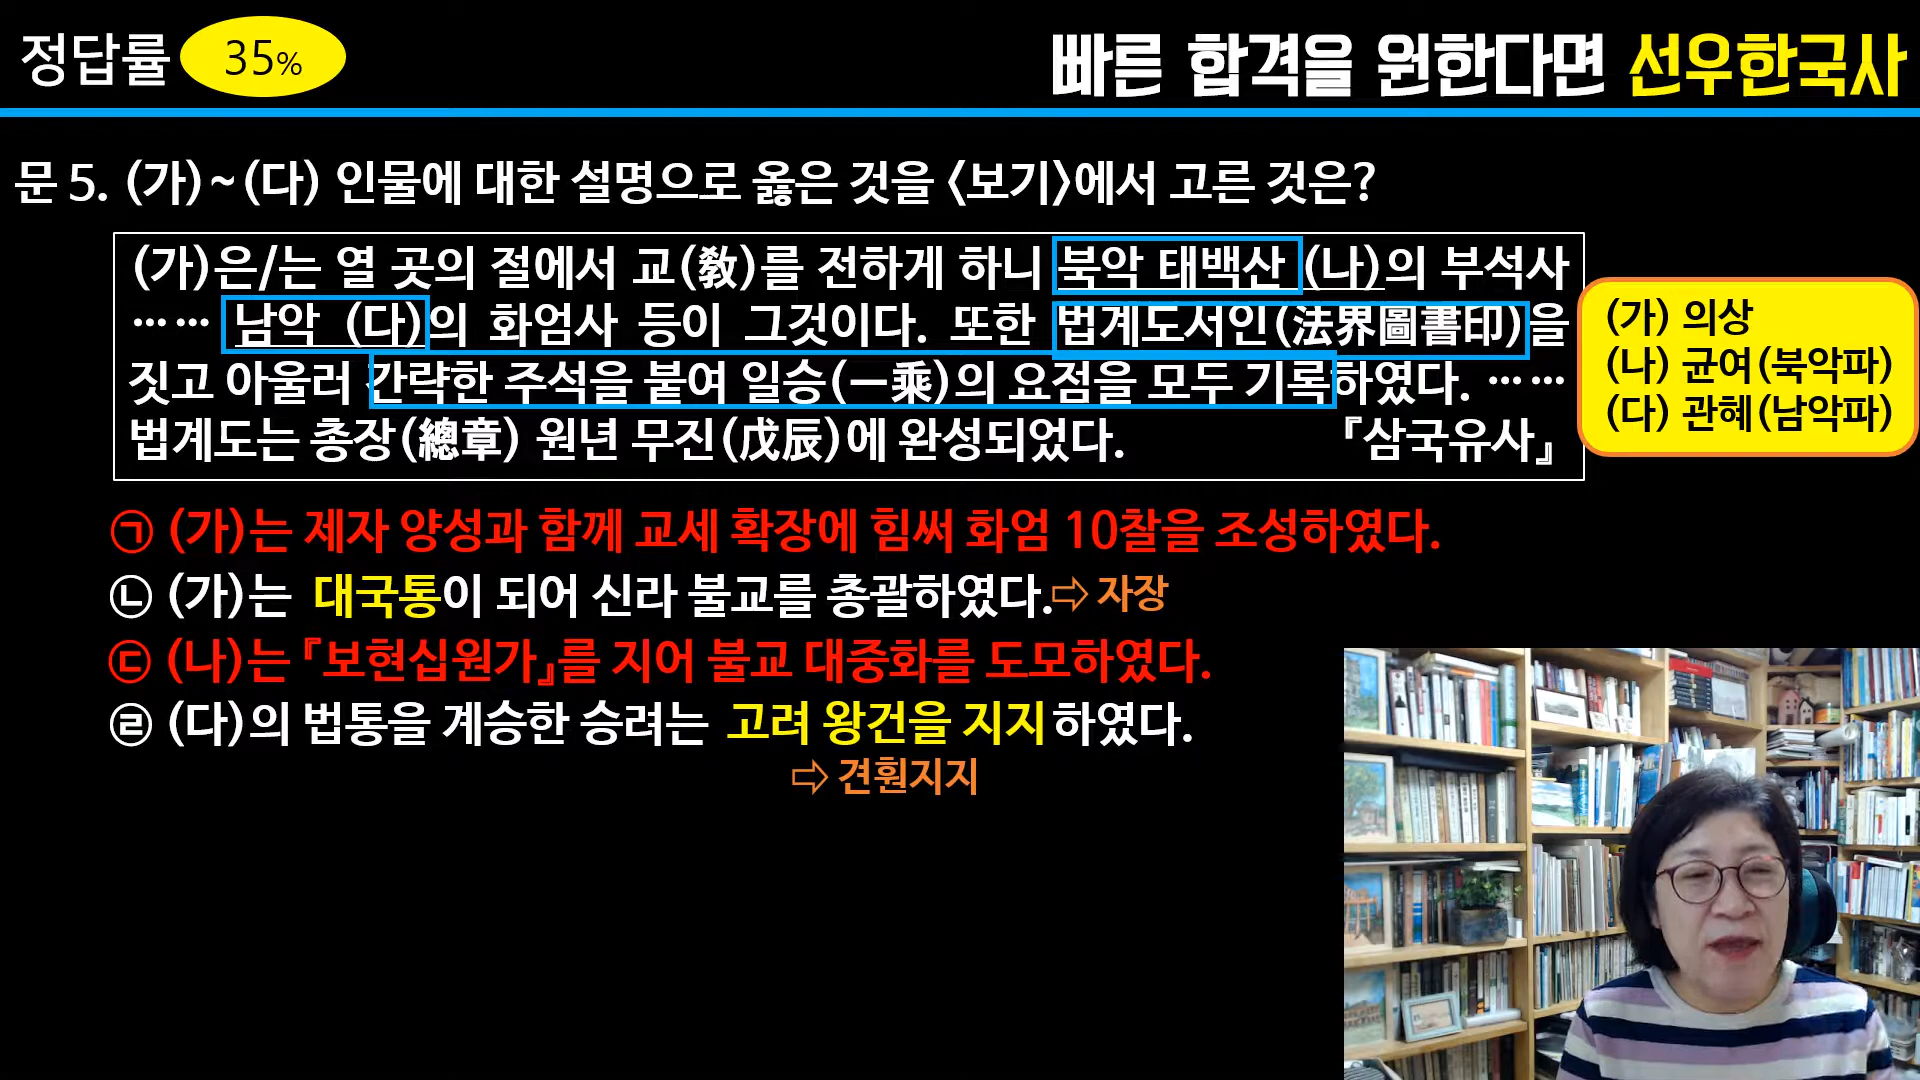 정답률 35%
빠른 합격을 원한다면 선우한국사
문 5. (가)~(다) 인물에 대한 설명으로 옳은 것을 〈보기〉에서 고른 것은?
(가)은/는 열 곳의 절에서 교(敎)를 전하게 하니 북악 태백산 (나)의 부석사
…… 남악 (다)의 화엄사 등이 그것이다. 또한 법계도서인(法界圖書印)을
짓고 아울러 간략한 주석을 붙여 일승(一乘)의 요점을 모두 기록하였다. ……
법계도는 총장(總章) 원년 무진(戊辰)에 완성되었다. 『삼국유사』
(가) 의상
(나) 균여(북악파)
(다) 관혜(남악파)
㉠ (가)는 제자 양성과 함께 교세 확장에 힘써 화엄 10찰을 조성하였다.
㉡ (가)는 대국통이 되어 신라 불교를 총괄하였다.⇨ 자장
㉢ (나)는 『보현십원가』를 지어 불교 대중화를 도모하였다.
㉣ (다)의 법통을 계승한 승려는 고려 왕건을 지지하였다.
⇨ 견훤지지